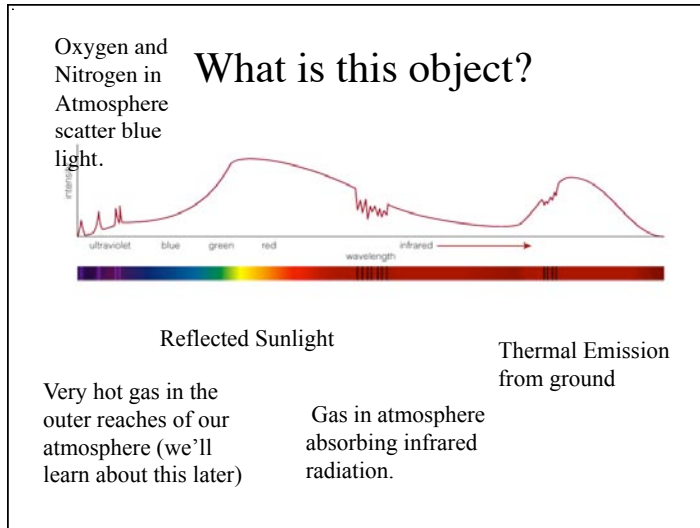 Oxygen and
Nitrogen in
Atmosphere
scatter blue
light.
What is this object?
ultraviolet blue green red infrared
wavelength
Reflected Sunlight
Thermal Emission
from ground
Very hot gas in the
outer reaches of our
atmosphere (we’ll
learn about this later)
Gas in atmosphere
absorbing infrared
radiation.